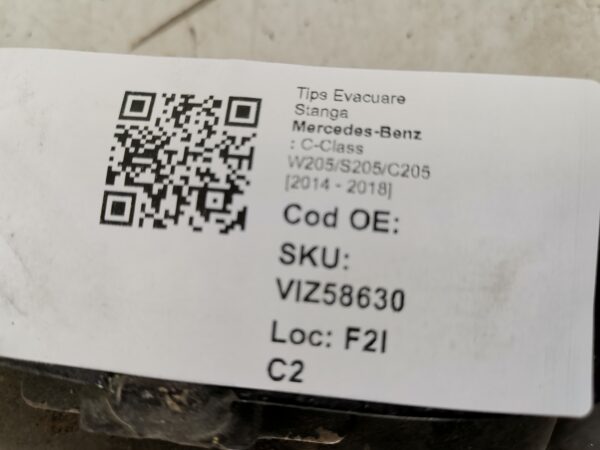 Tips Evacuare
Stanga
Mercedes-Benz
: C-Class
W205/S205/C205
[2014 - 2018]
Cod OE:
SKU:
VIZ58630
Loc: F2I
C2